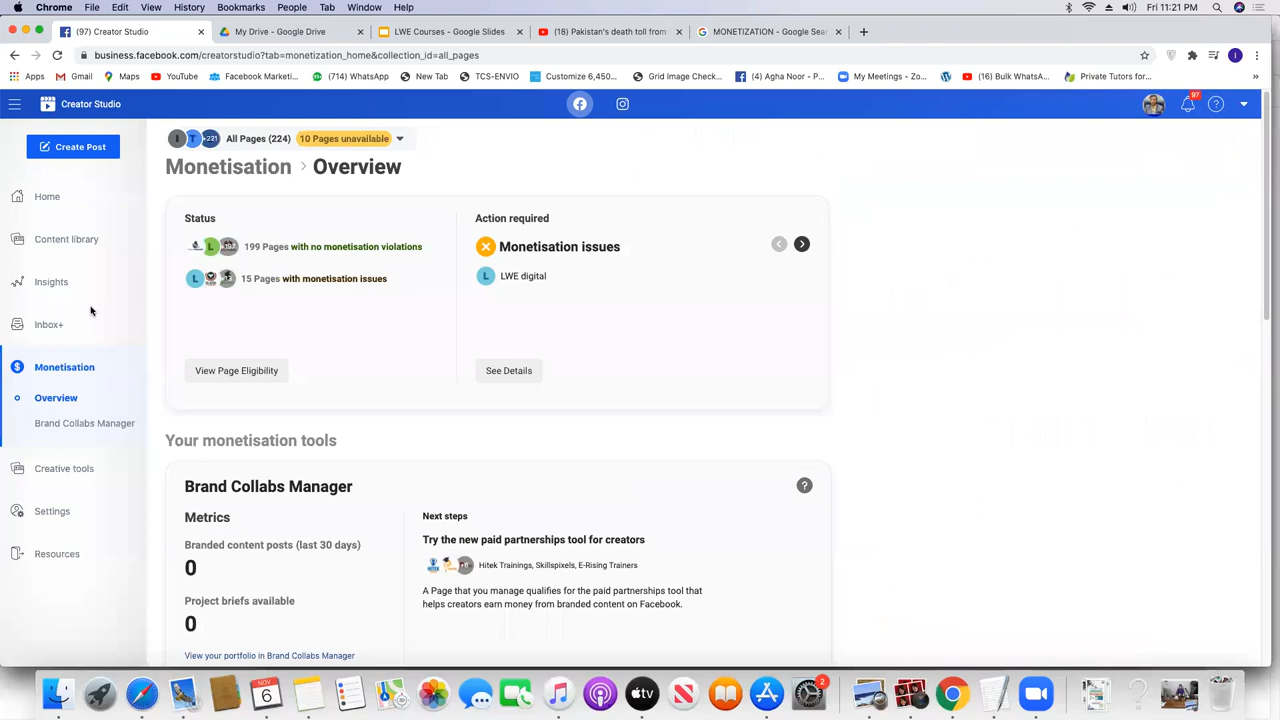 Chrome File Edit View History Bookmarks People Tab Window Help Fri 11:21 PM
(97) Creator Studio My Drive - Google Drive LWE Courses - Google Slides (18) Pakistan's death toll from MONETIZATION - Google Sea
business.facebook.com/creatorstudio?tab=monetization_home&collection_id=all_pages
Apps Gmail Maps YouTube Facebook Marketi... (714) WhatsApp New Tab TCS-ENVIO Customize 6,450... Grid Image Check... (4) Agha Noor - P... My Meetings - Zo... (16) Bulk WhatsA... Private Tutors for...
Creator Studio 97
Create Post
Home
Content library
Insights
Inbox+
Monetisation
Overview
Brand Collabs Manager
Creative tools
Settings
Resources
I T +221 All Pages (224) 10 Pages unavailable
Monetisation > Overview
Status
L 199 Pages with no monetisation violations
L 15 Pages with monetisation issues
View Page Eligibility
Action required
Monetisation issues
L LWE digital
See Details
Your monetisation tools
Brand Collabs Manager
Metrics
Branded content posts (last 30 days)
0
Project briefs available
0
View your portfolio in Brand Collabs Manager
Next steps
Try the new paid partnerships tool for creators
Hitek Trainings, Skillspixels, E-Rising Trainers
A Page that you manage qualifies for the paid partnerships tool that
helps creators earn money from branded content on Facebook.
NOV
6
tv
2